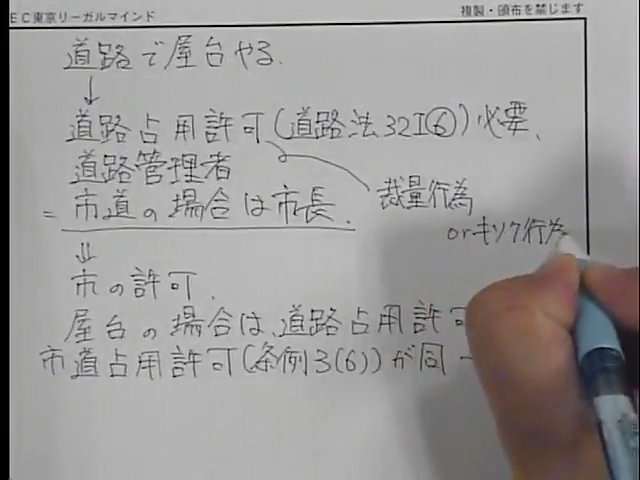 EC東京リーガルマインド
複製・頒布を禁じます
道路で屋台やる.
↓
道路占用許可(道路法32I⑥)必要.
道路管理者
=市道の場合は市長.
裁量行為
orキソク行為
⇓
市の許可.
屋台の場合は、道路占用許可
市道占用許可(条例3(6))が同一